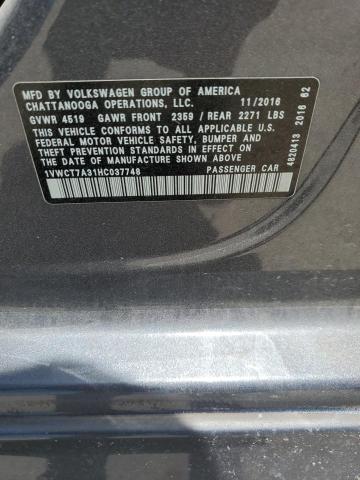 MFD BY VOLKSWAGEN GROUP OF AMERICA
CHATTANOOGA OPERATIONS, LLC. 11/2016
GVWR 4519 GAWR FRONT 2359 / REAR 2271 LBS
THIS VEHICLE CONFORMS TO ALL APPLICABLE U.S.
FEDERAL MOTOR VEHICLE SAFETY, BUMPER AND
THEFT PREVENTION STANDARDS IN EFFECT ON THE
DATE OF MANUFACTURE SHOWN ABOVE.
1VWCT7A31HC037748 PASSENGER CAR
4820413 2016 62